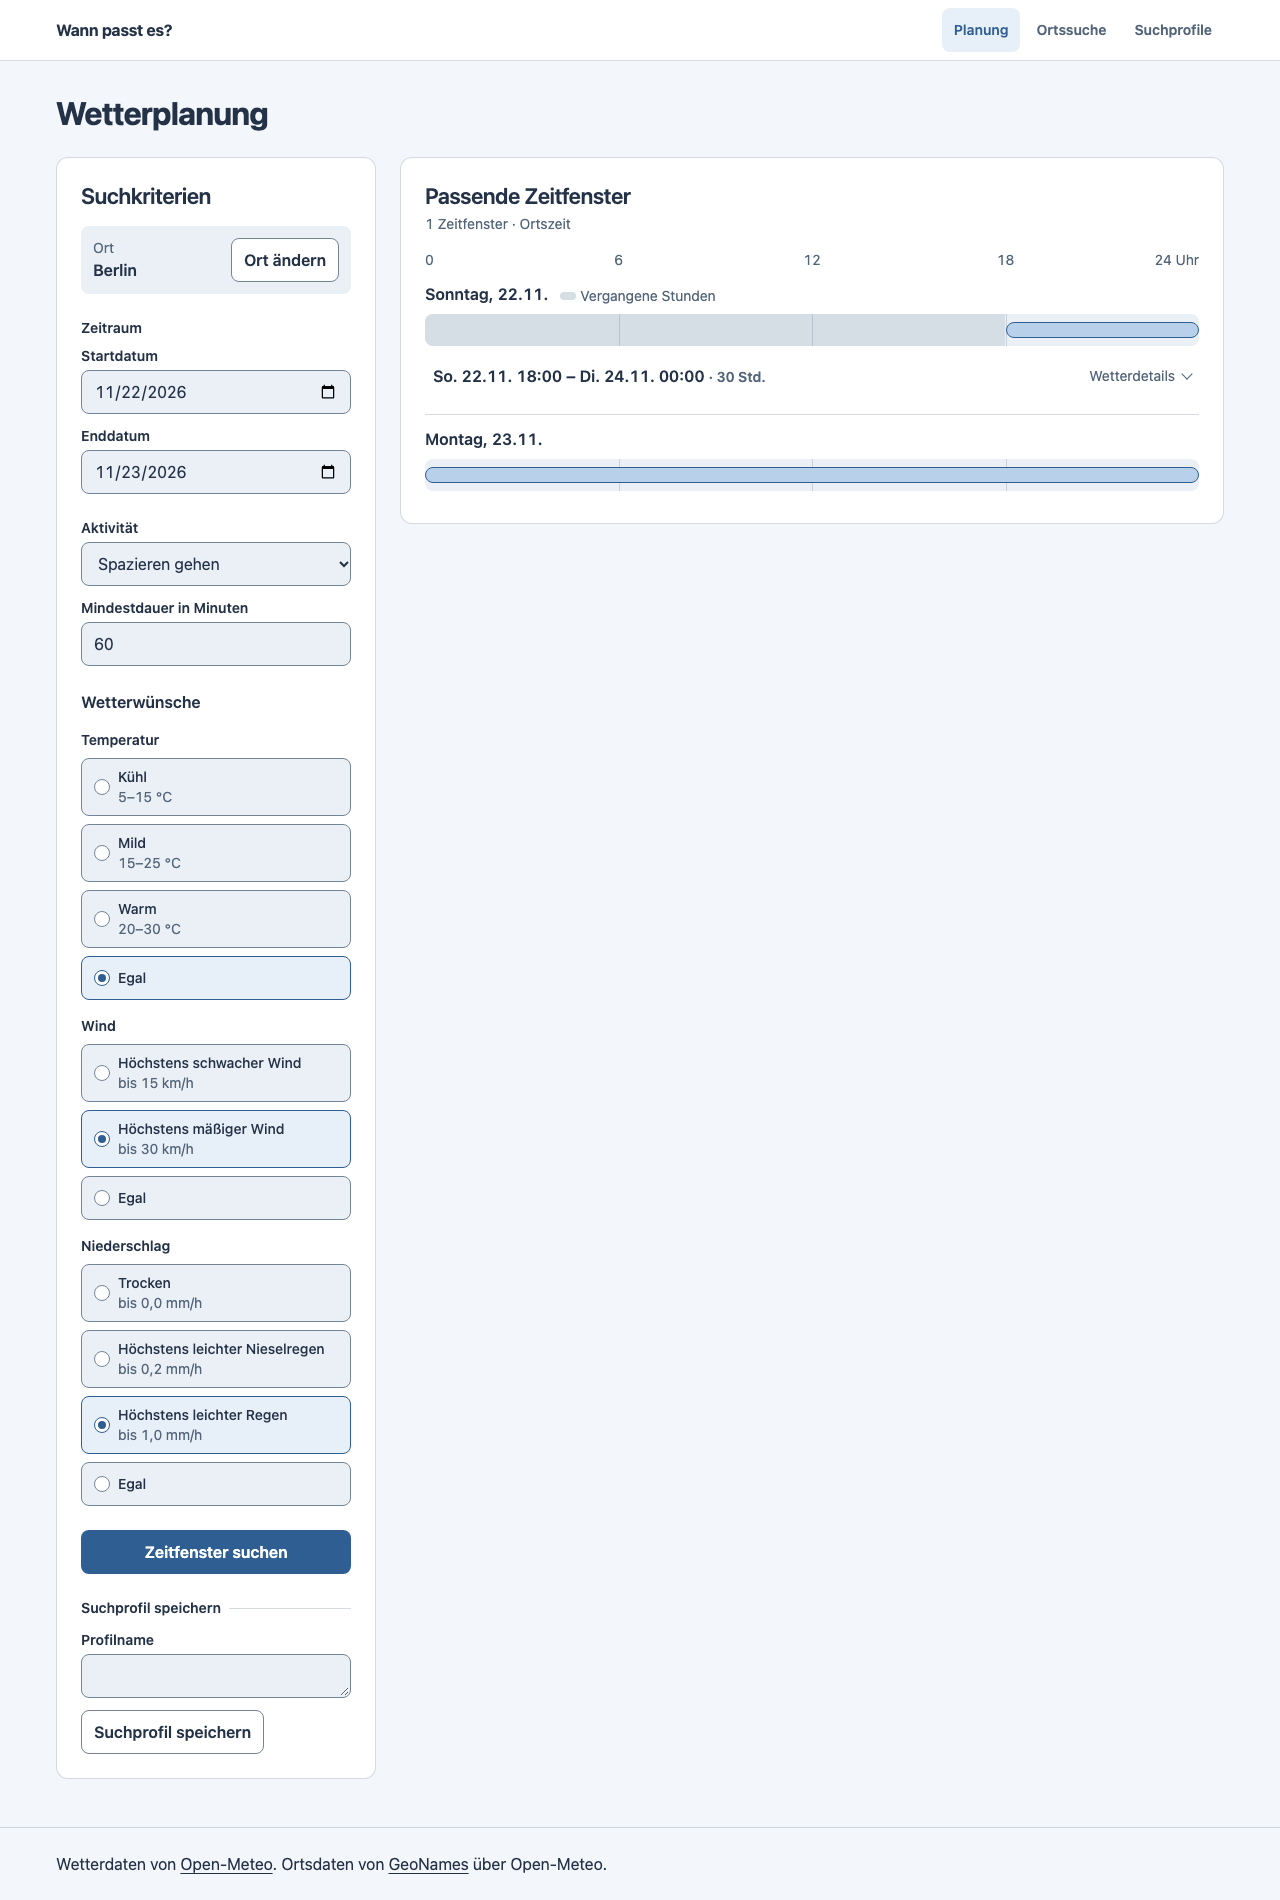 Wann passt es?
Planung
Ortssuche
Suchprofile
Wetterplanung
Suchkriterien
Ort
Berlin
Ort ändern
Zeitraum
Startdatum
11/22/2026
Enddatum
11/23/2026
Aktivität
Spazieren gehen
Mindestdauer in Minuten
60
Wetterwünsche
Temperatur
Kühl
5–15 °C
Mild
15–25 °C
Warm
20–30 °C
Egal
Wind
Höchstens schwacher Wind
bis 15 km/h
Höchstens mäßiger Wind
bis 30 km/h
Egal
Niederschlag
Trocken
bis 0,0 mm/h
Höchstens leichter Nieselregen
bis 0,2 mm/h
Höchstens leichter Regen
bis 1,0 mm/h
Egal
Zeitfenster suchen
Suchprofil speichern
Profilname
Suchprofil speichern
Passende Zeitfenster
1 Zeitfenster · Ortszeit
0 6 12 18 24 Uhr
Sonntag, 22.11. Vergangene Stunden
So. 22.11. 18:00 – Di. 24.11. 00:00 · 30 Std. Wetterdetails
Montag, 23.11.
Wetterdaten von Open-Meteo. Ortsdaten von GeoNames über Open-Meteo.